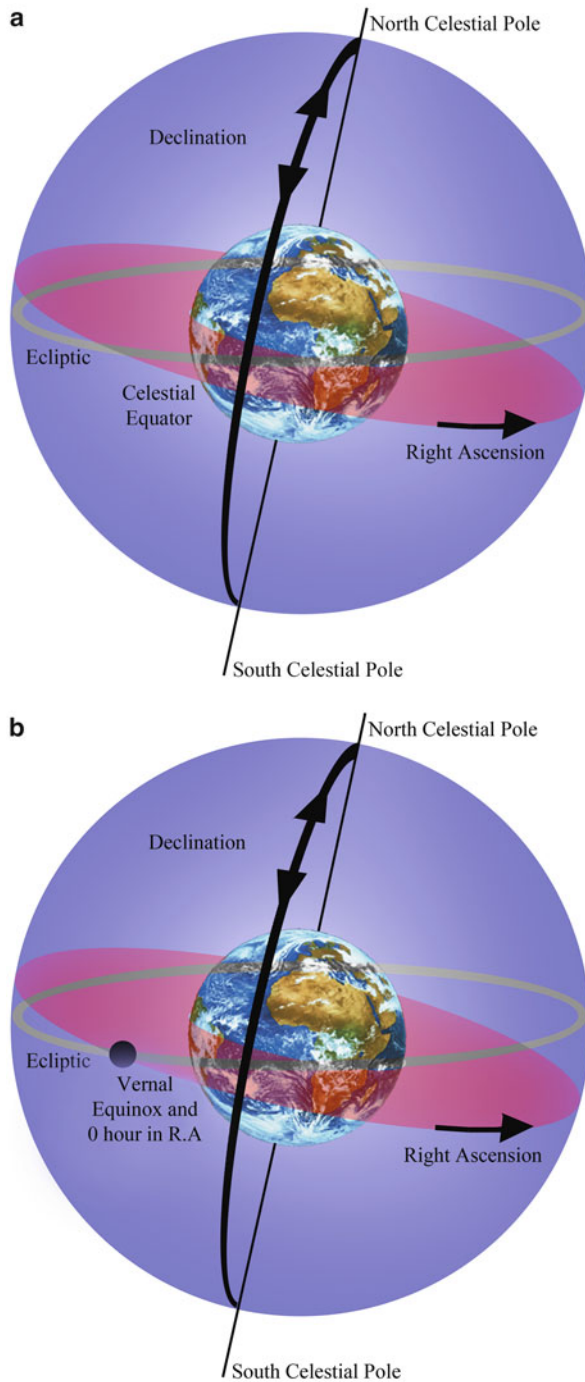 a
North Celestial Pole
Declination
Ecliptic
Celestial
Equator
Right Ascension
South Celestial Pole
b
North Celestial Pole
Declination
Ecliptic
Vernal
Equinox and
0 hour in R.A
Right Ascension
South Celestial Pole